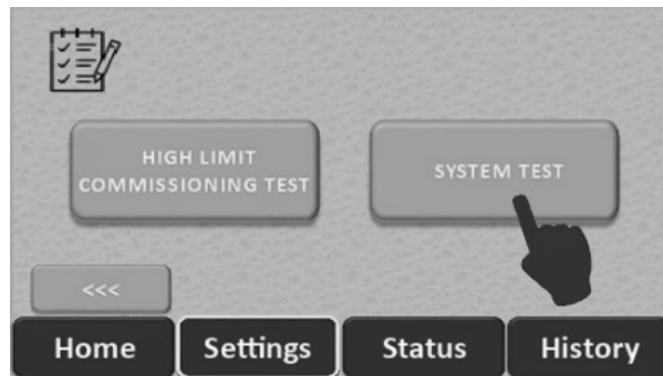 HIGH LIMIT
COMMISSIONING TEST
SYSTEM TEST
<<<
Home
Settings
Status
History